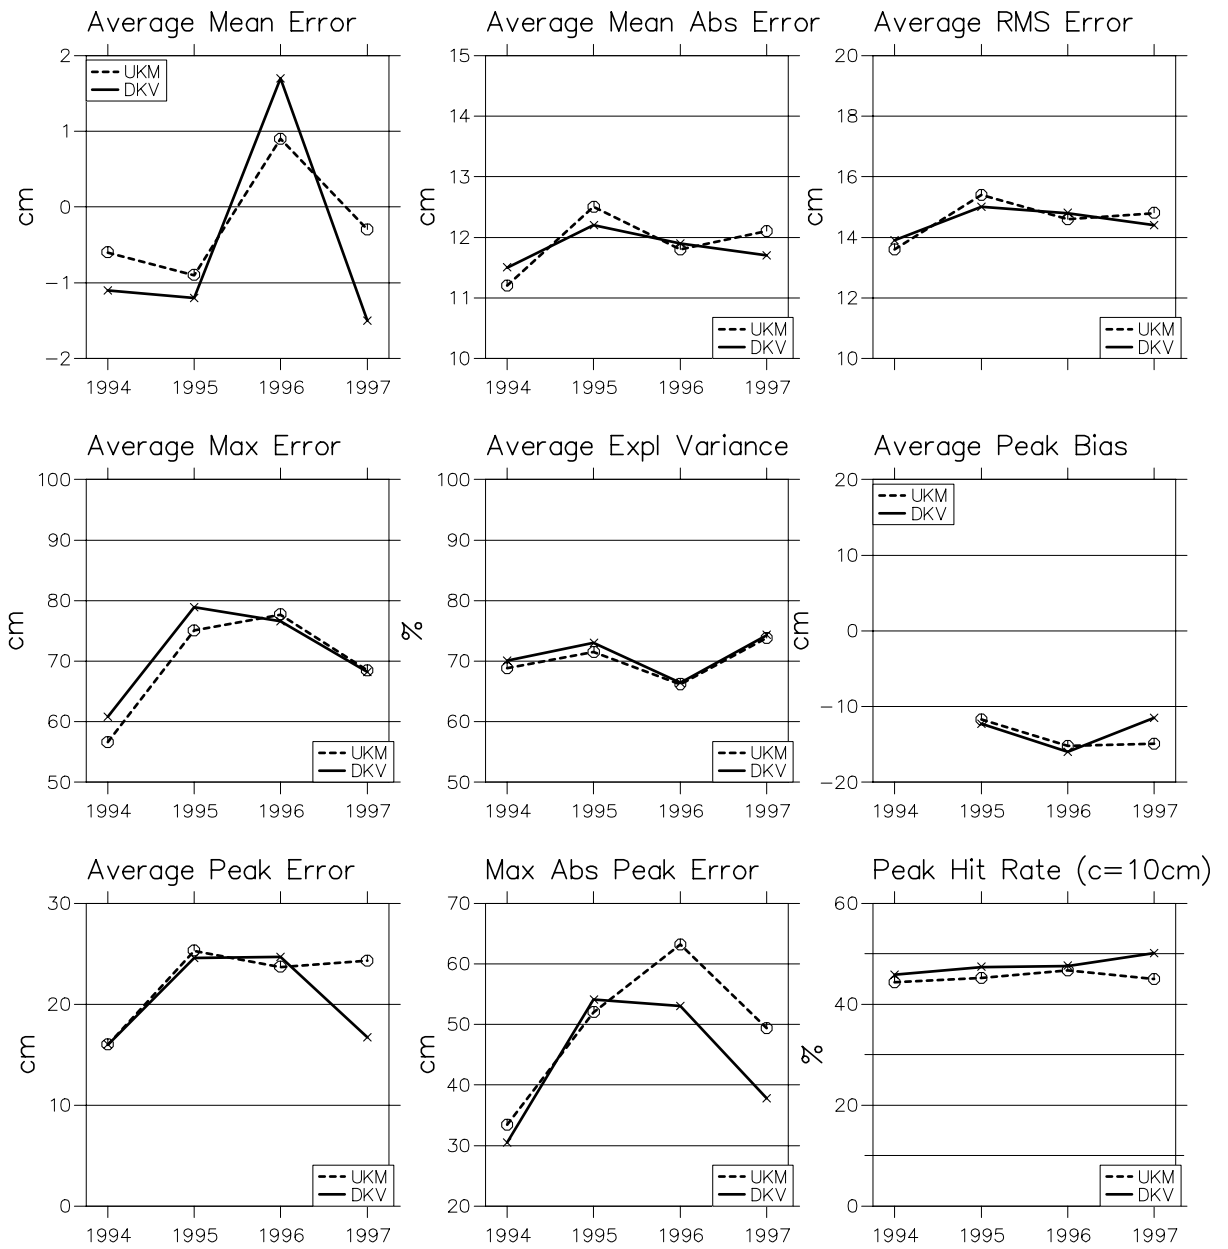 Average Mean Error
Average Mean Abs Error
Average RMS Error
2
1
0
−1
−2
cm
UKM
DKV
1994 1995 1996 1997
15
14
13
12
11
10
cm
UKM
DKV
1994 1995 1996 1997
20
18
16
14
12
10
cm
UKM
DKV
Average Max Error
Average Expl Variance
Average Peak Bias
100
90
80
70
60
50
cm
UKM
DKV
1994 1995 1996 1997
100
90
80
70
60
50
%
UKM
DKV
1994 1995 1996 1997
20
10
0
−10
−20
cm
UKM
DKV
1994 1995 1996 1997
Average Peak Error
Max Abs Peak Error
Peak Hit Rate (c=10cm)
30
20
10
0
cm
UKM
DKV
1994 1995 1996 1997
70
60
50
40
30
20
cm
UKM
DKV
1994 1995 1996 1997
60
40
20
0
%
UKM
DKV
1994 1995 1996 1997